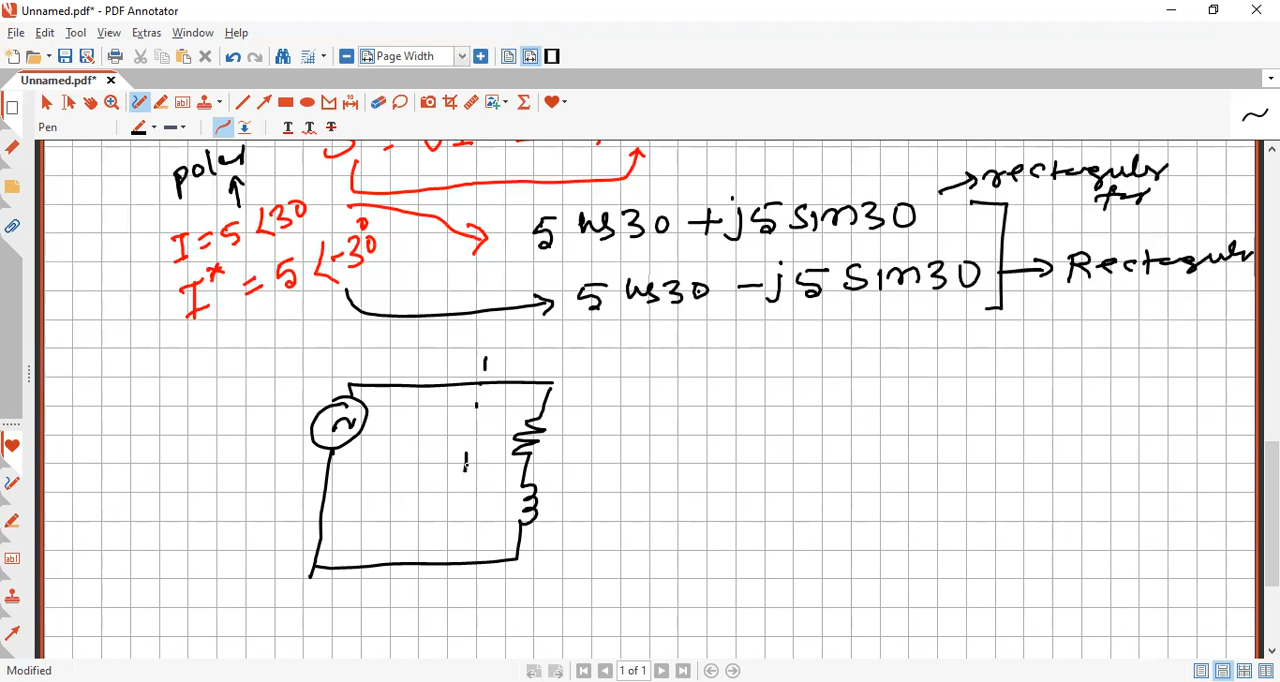 Unnamed.pdf* - PDF Annotator
File Edit Tool View Extras Window Help
Page Width
Unnamed.pdf*
Pen
polar
rectangular
for
I = 5 ∠30
5 cos30 + j5 sin30
I* = 5 ∠-30°
5 cos30 - j5 Sin30
Rectangular
1 of 1
Modified